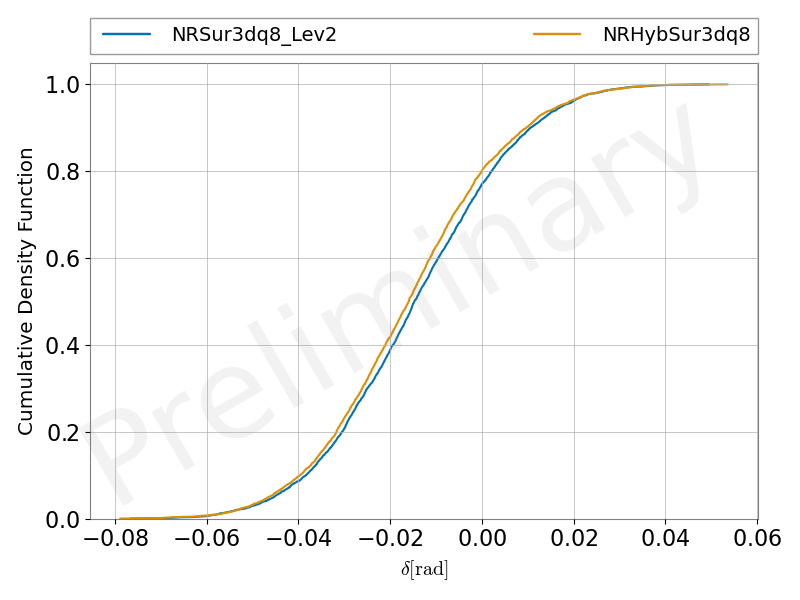 NRSur3dq8_Lev2 NRHybSur3dq8
1.0
0.8
0.6
0.4
0.2
0.0
Cumulative Density Function
Preliminary
−0.08 −0.06 −0.04 −0.02 0.00 0.02 0.04 0.06
δ[rad]